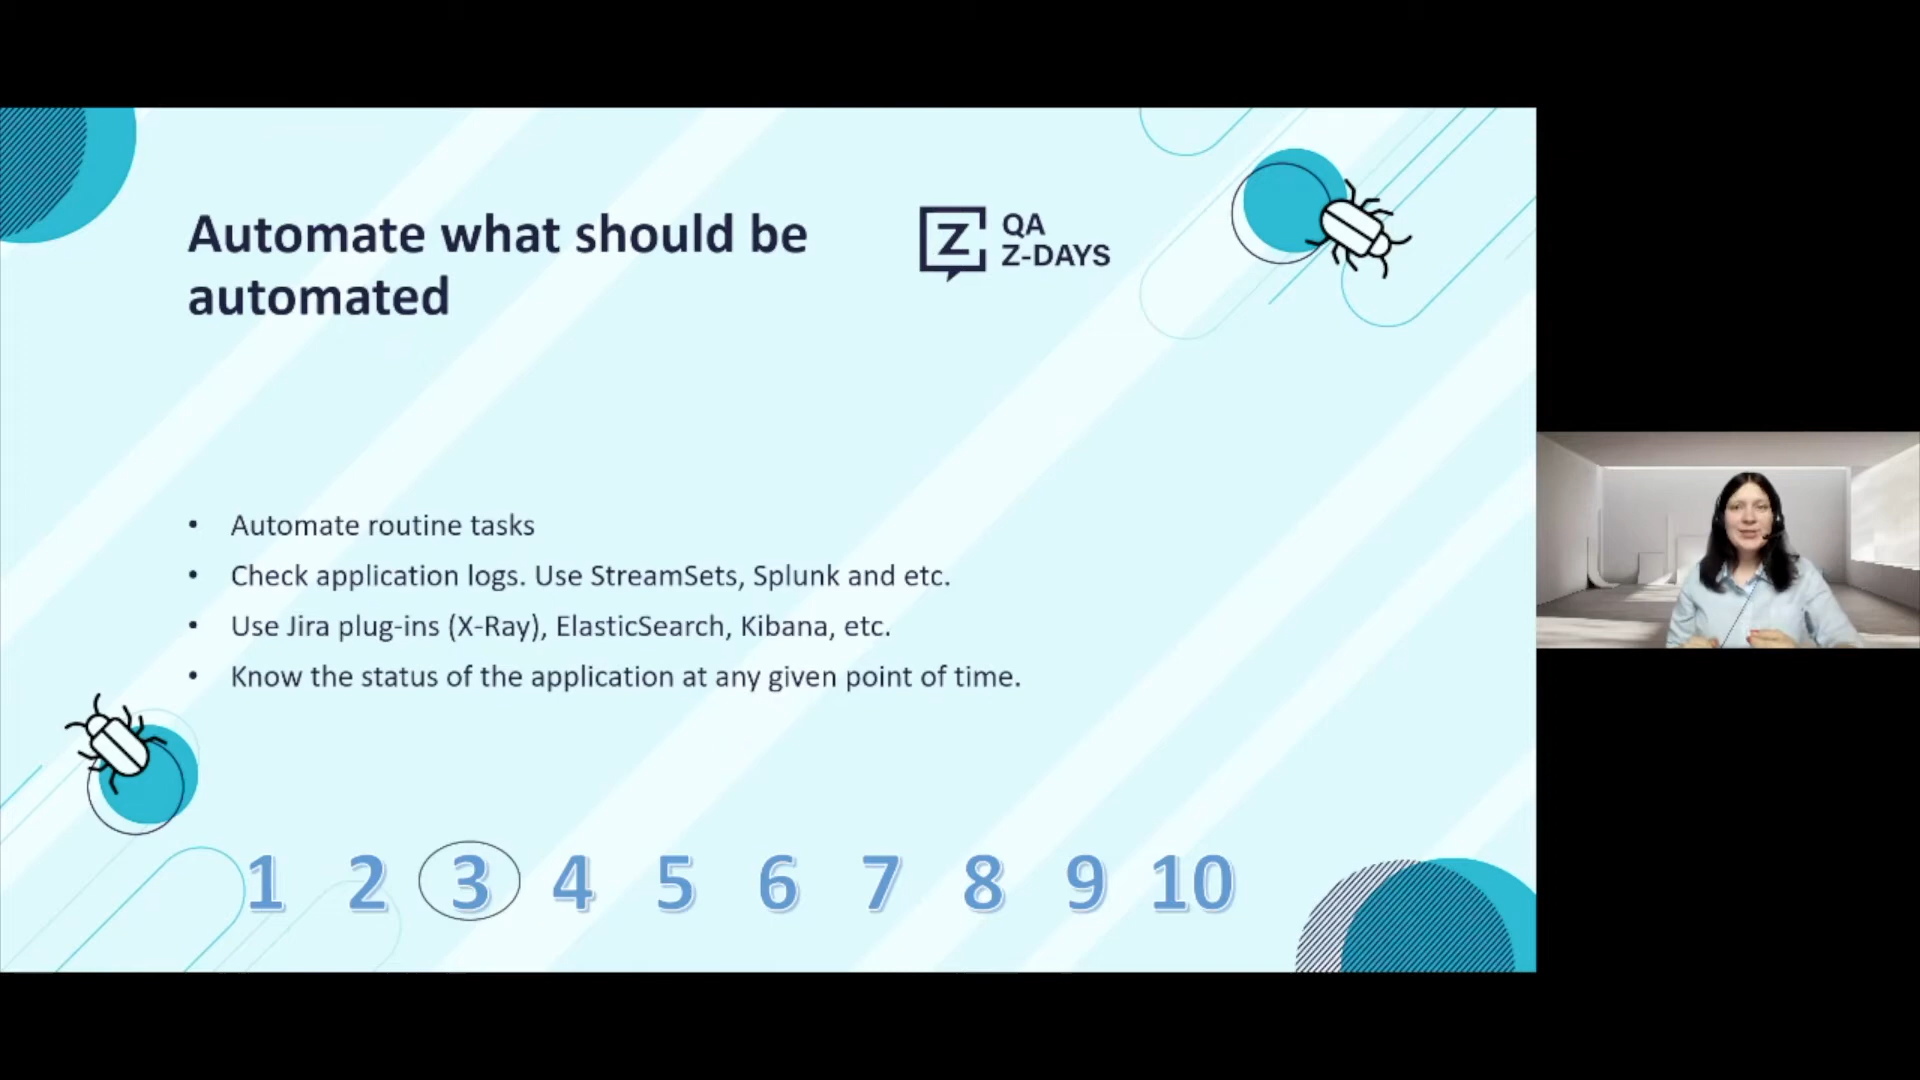 Automate what should be
automated
QA
Z-DAYS
• Automate routine tasks
• Check application logs. Use StreamSets, Splunk and etc.
• Use Jira plug-ins (X-Ray), ElasticSearch, Kibana, etc.
• Know the status of the application at any given point of time.
1 2 3 4 5 6 7 8 9 10